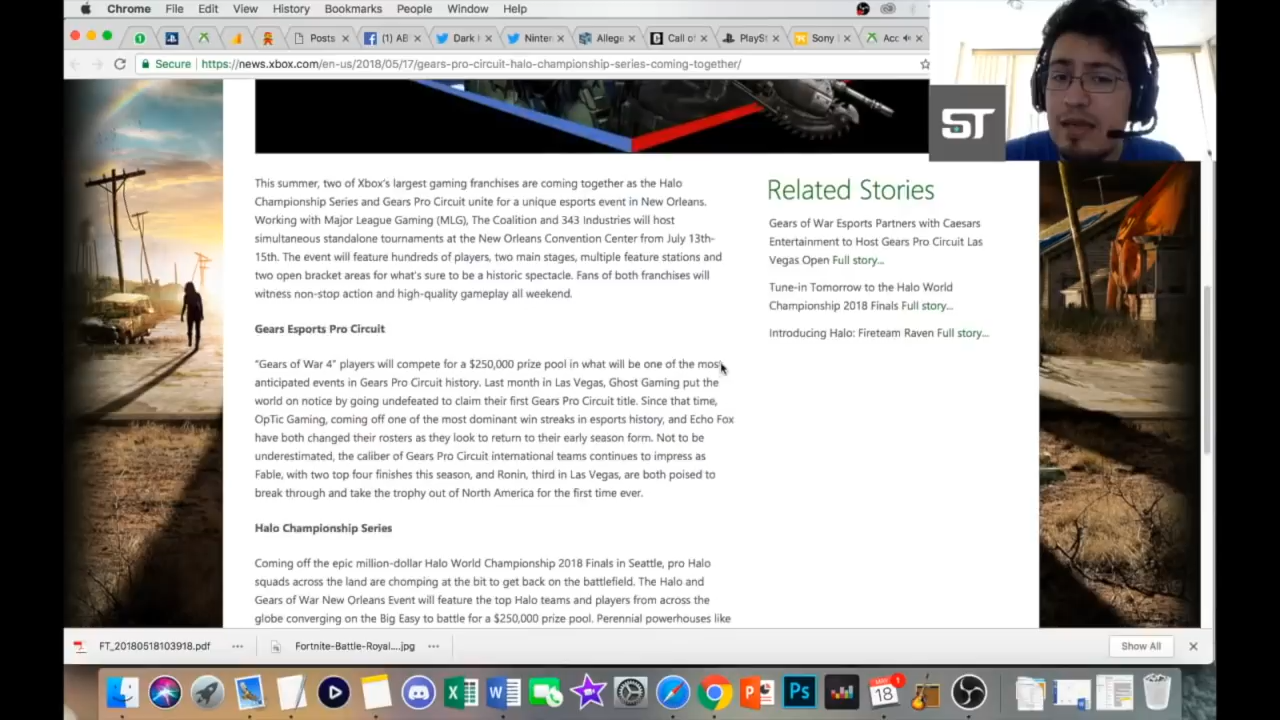 Chrome File Edit View History Bookmarks People Window Help
Posts
(1) AB
Dark
Ninten
Allege
Call of
PlaySt
Sony
Acc
Secure
https://news.xbox.com/en-us/2018/05/17/gears-pro-circuit-halo-championship-series-coming-together/
ST
This summer, two of Xbox's largest gaming franchises are coming together as the Halo
Championship Series and Gears Pro Circuit unite for a unique esports event in New Orleans.
Working with Major League Gaming (MLG), The Coalition and 343 Industries will host
simultaneous standalone tournaments at the New Orleans Convention Center from July 13th-
15th. The event will feature hundreds of players, two main stages, multiple feature stations and
two open bracket areas for what's sure to be a historic spectacle. Fans of both franchises will
witness non-stop action and high-quality gameplay all weekend.
Gears Esports Pro Circuit
“Gears of War 4” players will compete for a $250,000 prize pool in what will be one of the most
anticipated events in Gears Pro Circuit history. Last month in Las Vegas, Ghost Gaming put the
world on notice by going undefeated to claim their first Gears Pro Circuit title. Since that time,
OpTic Gaming, coming off one of the most dominant win streaks in esports history, and Echo Fox
have both changed their rosters as they look to return to their early season form. Not to be
underestimated, the caliber of Gears Pro Circuit international teams continues to impress as
Fable, with two top four finishes this season, and Ronin, third in Las Vegas, are both poised to
break through and take the trophy out of North America for the first time ever.
Halo Championship Series
Coming off the epic million-dollar Halo World Championship 2018 Finals in Seattle, pro Halo
squads across the land are chomping at the bit to get back on the battlefield. The Halo and
Gears of War New Orleans Event will feature the top Halo teams and players from across the
globe converging on the Big Easy to battle for a $250,000 prize pool. Perennial powerhouses like
Related Stories
Gears of War Esports Partners with Caesars
Entertainment to Host Gears Pro Circuit Las
Vegas Open Full story...
Tune-in Tomorrow to the Halo World
Championship 2018 Finals Full story...
Introducing Halo: Fireteam Raven Full story...
FT_20180518103918.pdf
Fortnite-Battle-Royal....jpg
Show All
18
1